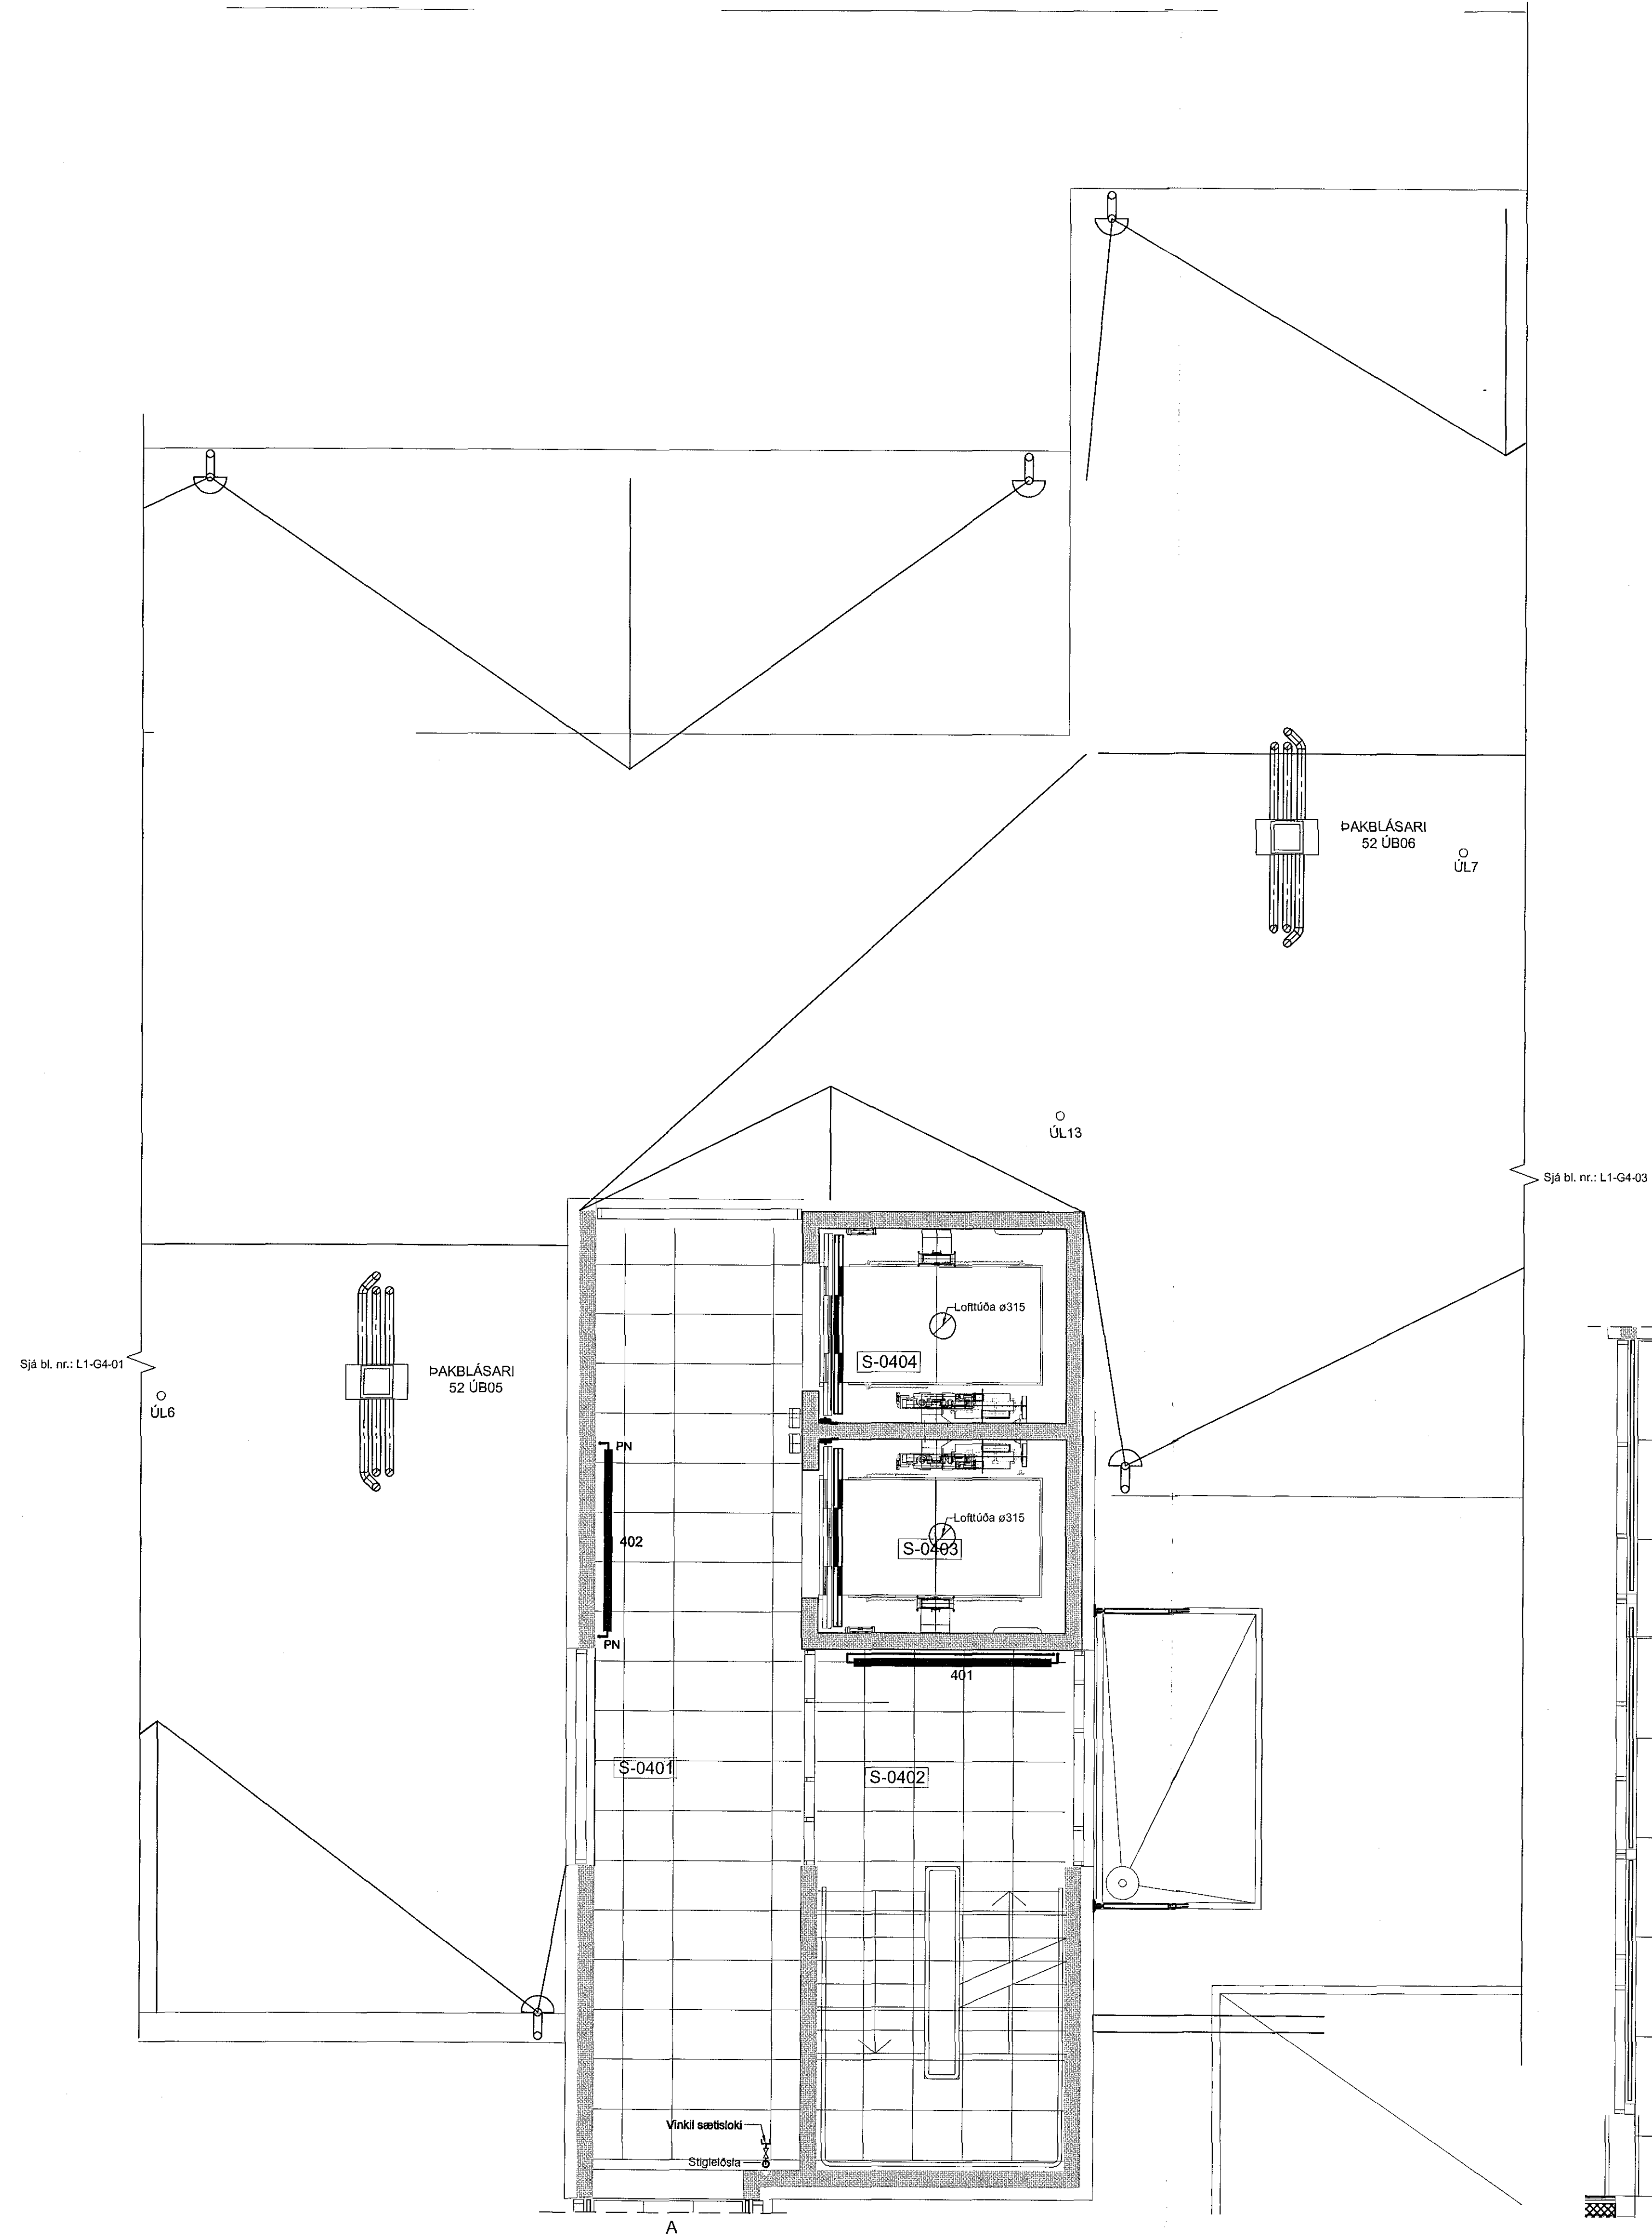 ÞAKBLÁSARI
52 ÚB06
ÚL7
ÚL13
Sjá bl. nr.: L1-G4-03
Lofttúða ø315
S-0404
Sjá bl. nr.: L1-G4-01
ÞAKBLÁSARI
52 ÚB05
ÚL6
PN
Lofttúða ø315
402
S-0403
PN
401
S-0401
S-0402
Vinkil sætisloki
Stigleiðsla
A